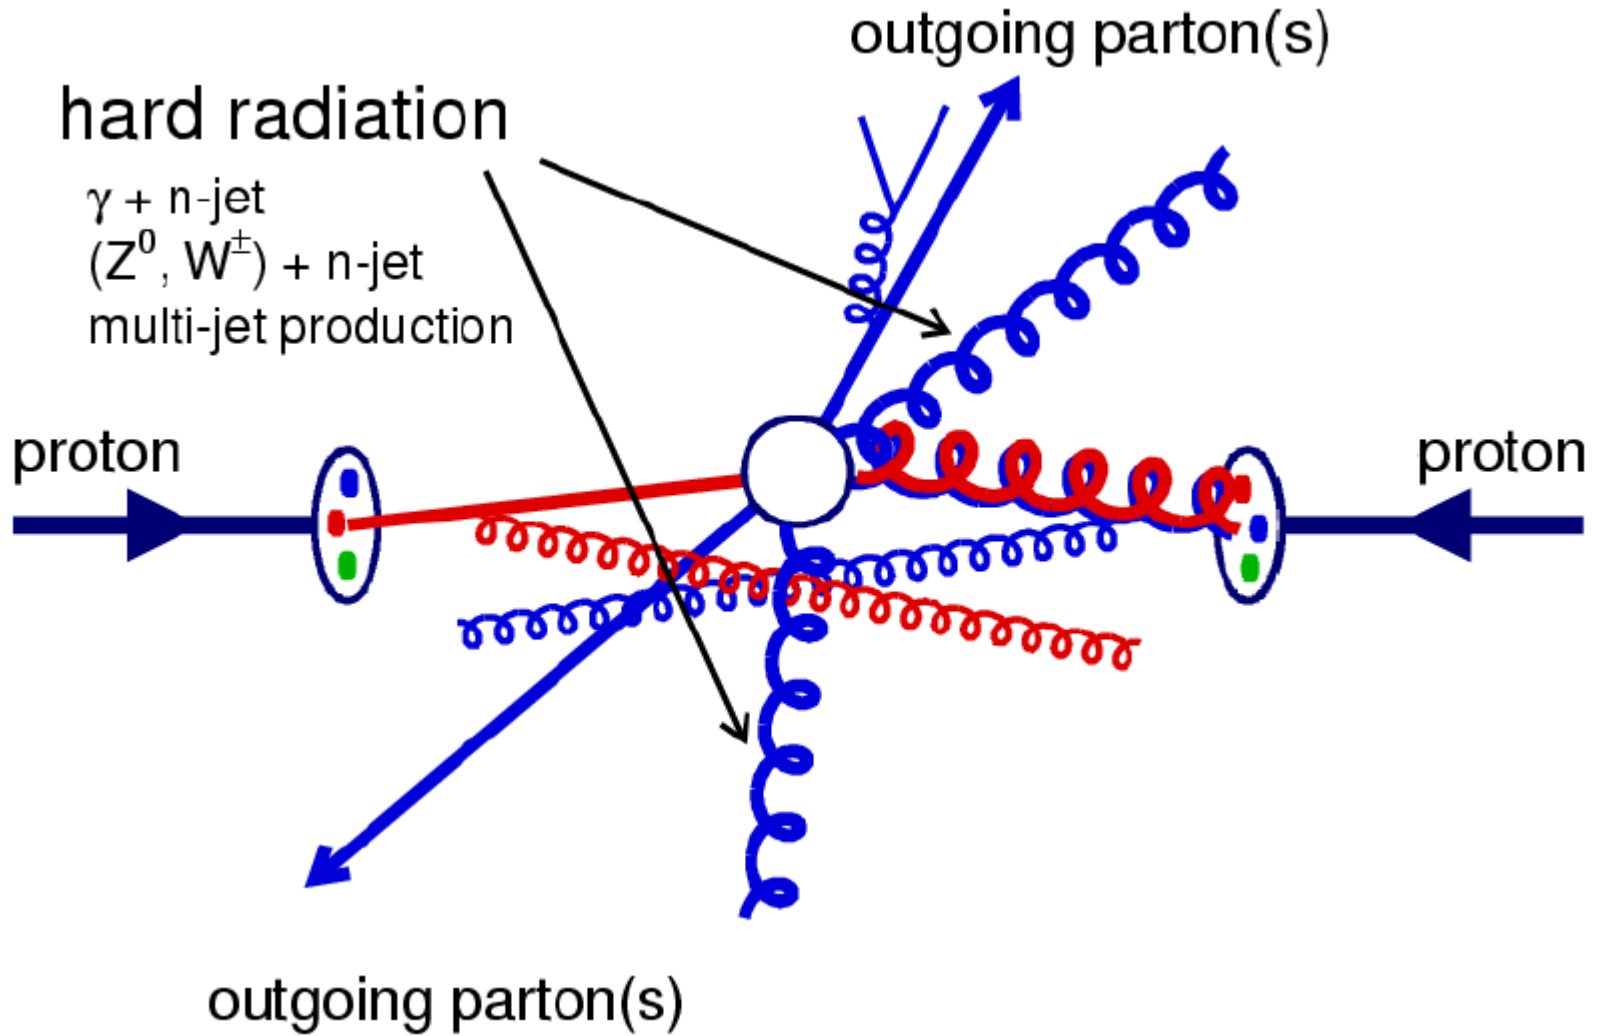 outgoing parton(s)
hard radiation
γ + n-jet
(Z⁰, W±) + n-jet
multi-jet production
proton
proton
outgoing parton(s)